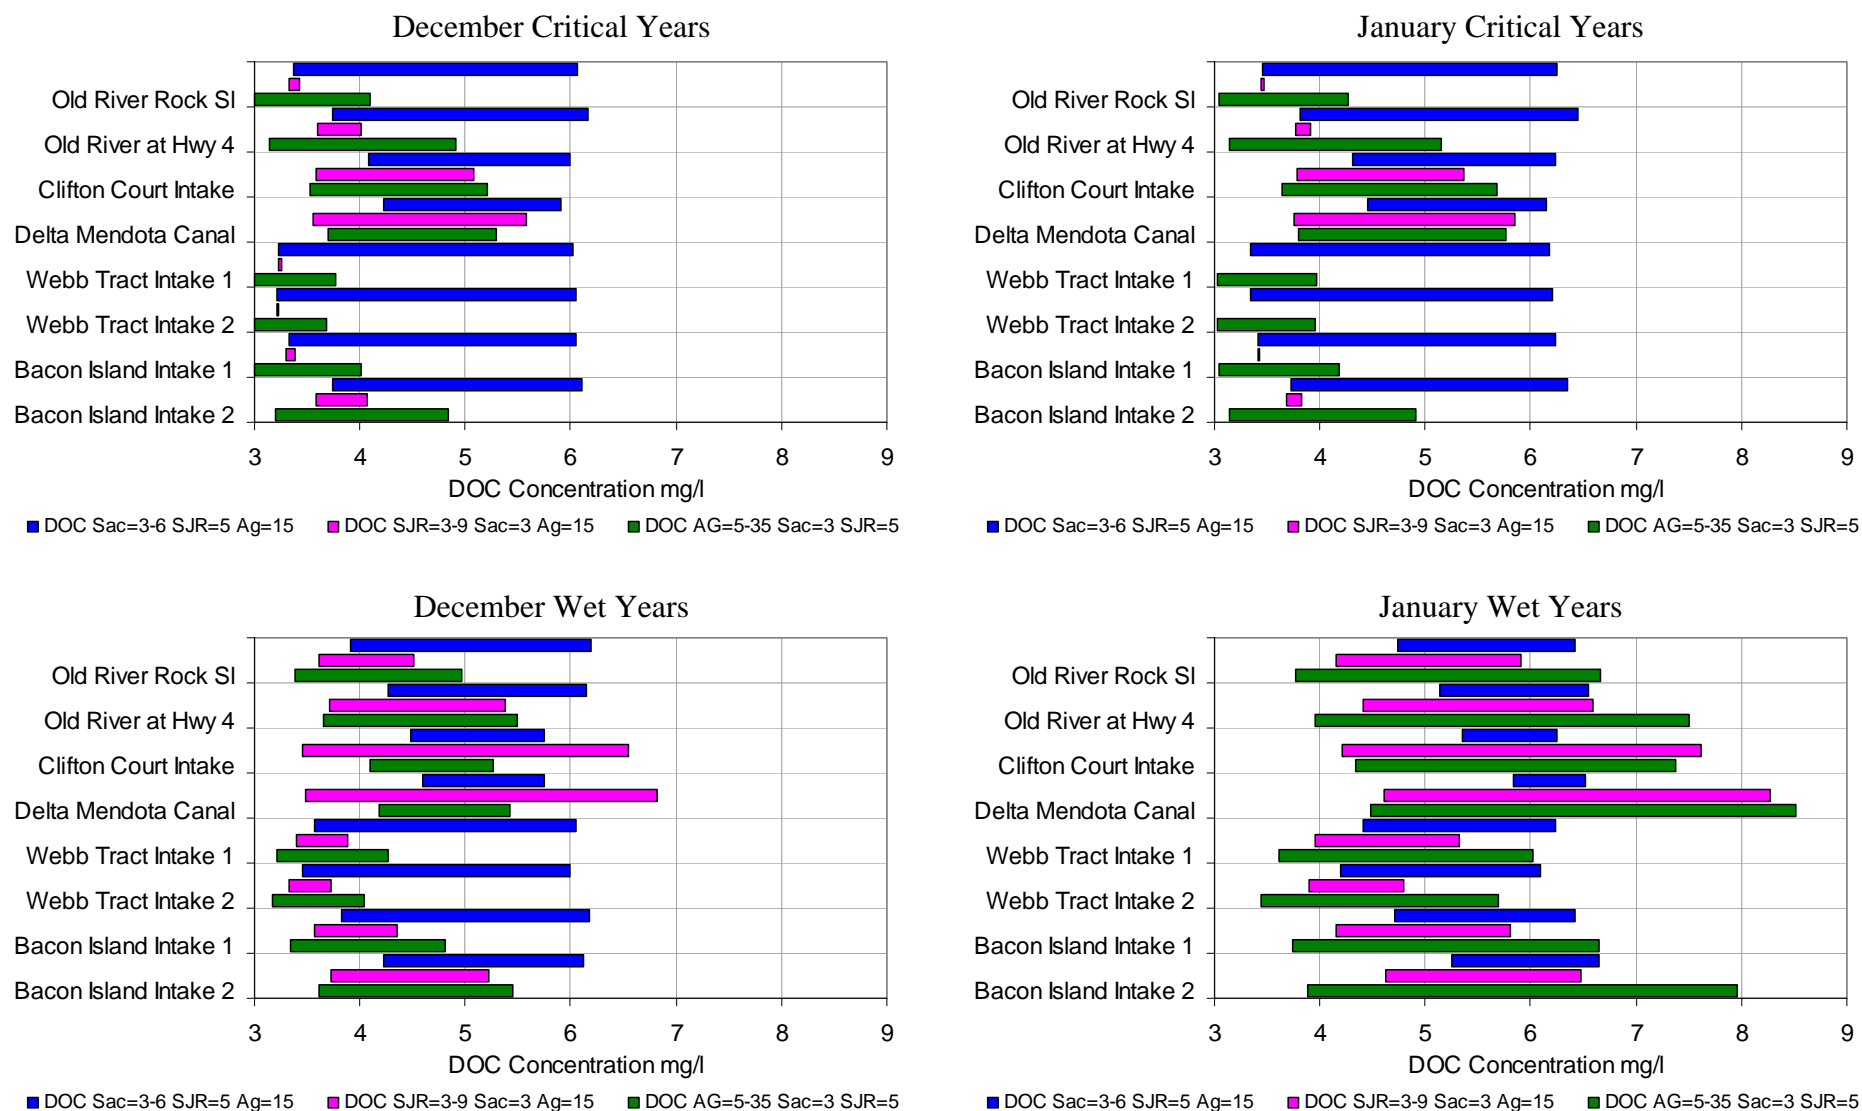 December Critical Years
Old River Rock Sl
Old River at Hwy 4
Clifton Court Intake
Delta Mendota Canal
Webb Tract Intake 1
Webb Tract Intake 2
Bacon Island Intake 1
Bacon Island Intake 2
3 4 5 6 7 8 9
DOC Concentration mg/l
DOC Sac=3-6 SJR=5 Ag=15 DOC SJR=3-9 Sac=3 Ag=15 DOC AG=5-35 Sac=3 SJR=5
January Critical Years
Old River Rock Sl
Old River at Hwy 4
Clifton Court Intake
Delta Mendota Canal
Webb Tract Intake 1
Webb Tract Intake 2
Bacon Island Intake 1
Bacon Island Intake 2
3 4 5 6 7 8 9
DOC Concentration mg/l
DOC Sac=3-6 SJR=5 Ag=15 DOC SJR=3-9 Sac=3 Ag=15 DOC AG=5-35 Sac=3 SJR=5
December Wet Years
Old River Rock Sl
Old River at Hwy 4
Clifton Court Intake
Delta Mendota Canal
Webb Tract Intake 1
Webb Tract Intake 2
Bacon Island Intake 1
Bacon Island Intake 2
3 4 5 6 7 8 9
DOC Concentration mg/l
DOC Sac=3-6 SJR=5 Ag=15 DOC SJR=3-9 Sac=3 Ag=15 DOC AG=5-35 Sac=3 SJR=5
January Wet Years
Old River Rock Sl
Old River at Hwy 4
Clifton Court Intake
Delta Mendota Canal
Webb Tract Intake 1
Webb Tract Intake 2
Bacon Island Intake 1
Bacon Island Intake 2
3 4 5 6 7 8 9
DOC Concentration mg/l
DOC Sac=3-6 SJR=5 Ag=15 DOC SJR=3-9 Sac=3 Ag=15 DOC AG=5-35 Sac=3 SJR=5